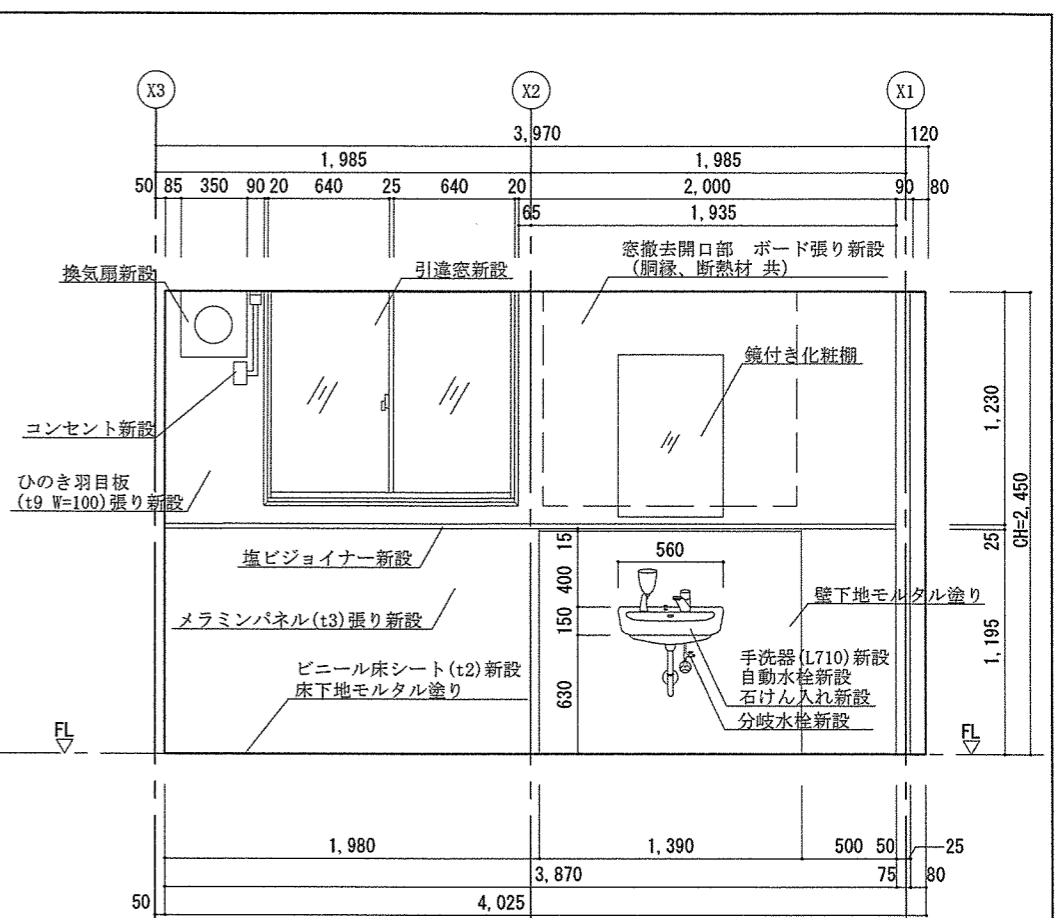 X3
X2
X1
3,970
120
1,985
1,985
50 85 350 90 20 640 25 640 20 2,000 90 80
65 1,935
換気扇新設
引違窓新設
窓撤去開口部 ボード張り新設
(胴縁、断熱材 共)
鏡付き化粧棚
コンセント新設
ひのき羽目板
(t9 W=100)張り新設
1,230
CH=2,450
25
1,195
塩ビジョイナー新設
メラミンパネル(t3)張り新設
15
400
150
630
560
壁下地モルタル塗り
ビニール床シート(t2)新設
床下地モルタル塗り
手洗器(L710)新設
自動水栓新設
石けん入れ新設
分岐水栓新設
FL
FL
1,980 1,390 500 50 25
3,870 75 80
50 4,025